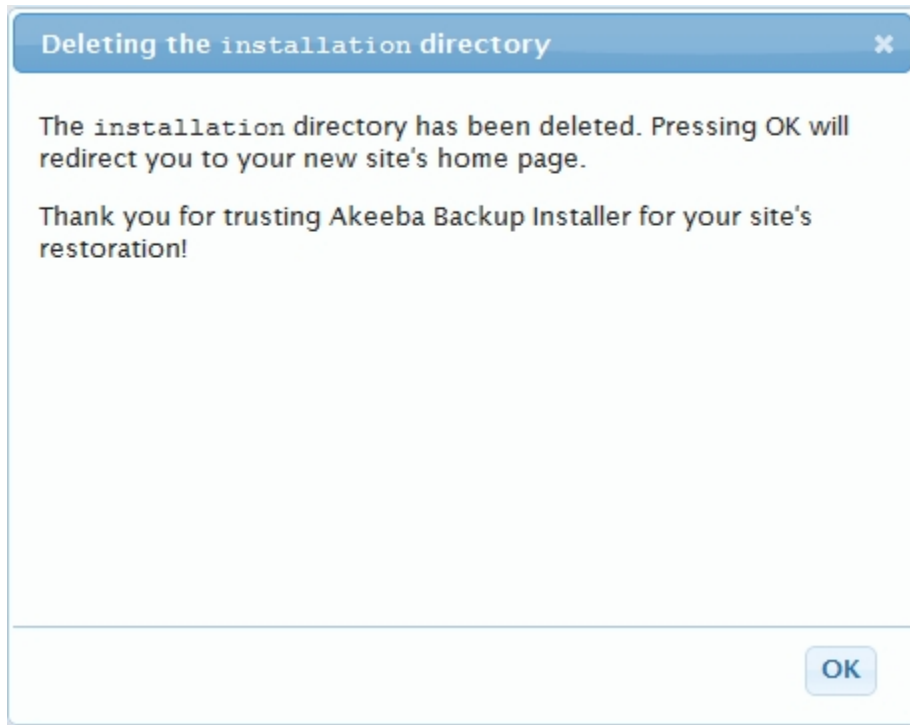 Deleting the installation directory
The installation directory has been deleted. Pressing OK will
redirect you to your new site's home page.
Thank you for trusting Akeeba Backup Installer for your site's
restoration!
OK